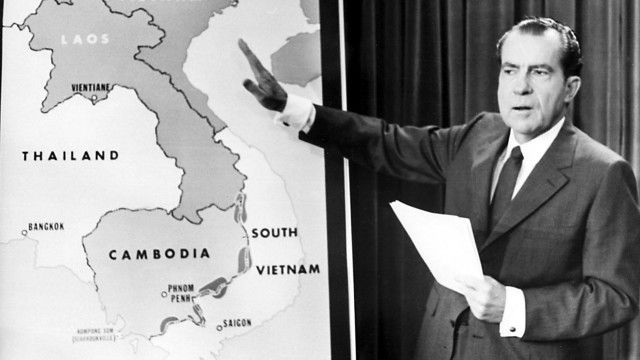 LAOS
VIENTIANE
THAILAND
BANGKOK
CAMBODIA
SOUTH
VIETNAM
PHNOM
PENH
SAIGON
KOMPONG SOM
(SIHANOUKVILLE)